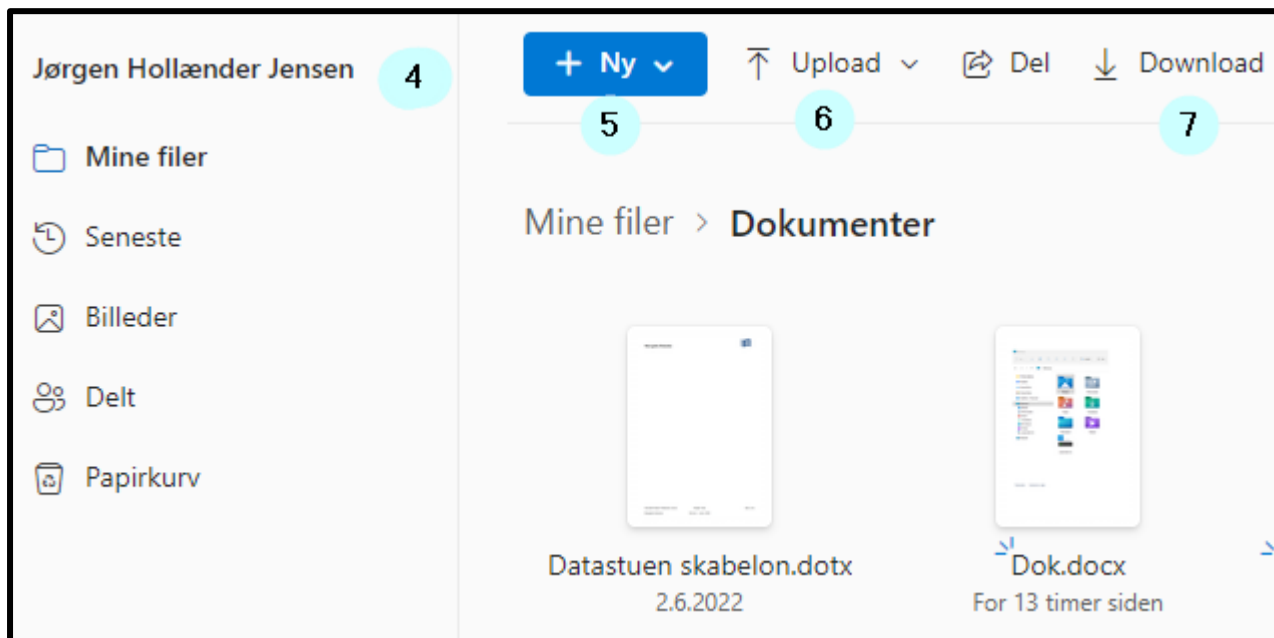 Jørgen Hollænder Jensen 4
Mine filer
Seneste
Billeder
Delt
Papirkurv
+ Ny Upload Del Download
5 6 7
Mine filer > Dokumenter
Datastuen skabelon.dotx
2.6.2022
Dok.docx
For 13 timer siden